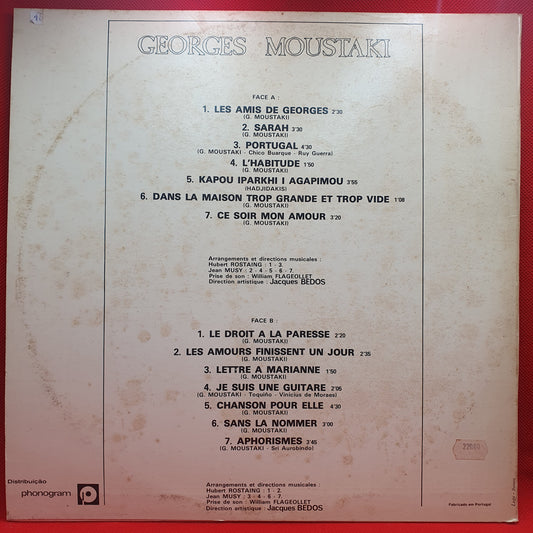 GEORGES MOUSTAKI
FACE A :
1. LES AMIS DE GEORGES 2'30
(G. MOUSTAKI)
2. SARAH 3'30
(G. MOUSTAKI)
3. PORTUGAL 4'30
(G. MOUSTAKI - Chico Buarque - Ruy Guerra)
4. L'HABITUDE 1'50
(G. MOUSTAKI)
5. KAPOU IPARKHI I AGAPIMOU 3'55
(HADJIDAKIS)
6. DANS LA MAISON TROP GRANDE ET TROP VIDE 1'08
(G. MOUSTAKI)
7. CE SOIR MON AMOUR 3'20
(G. MOUSTAKI)
Arrangements et directions musicales :
Hubert ROSTAING : 1 - 3.
Jean MUSY : 2 - 4 - 5 - 6 - 7.
Prise de son : William FLAGEOLLET
Direction artistique : Jacques BEDOS
FACE B :
1. LE DROIT A LA PARESSE 2'20
(G. MOUSTAKI)
2. LES AMOURS FINISSENT UN JOUR 2'35
(G. MOUSTAKI)
3. LETTRE A MARIANNE 1'50
(G. MOUSTAKI)
4. JE SUIS UNE GUITARE 2'05
(G. MOUSTAKI - Toquiño - Vinicius de Moraes)
5. CHANSON POUR ELLE 4'30
(G. MOUSTAKI)
6. SANS LA NOMMER 3'00
(G. MOUSTAKI)
7. APHORISMES 3'45
(G. MOUSTAKI - Sri Aurobindo)
Arrangements et directions musicales :
Hubert ROSTAING : 1 - 2.
Jean MUSY : 3 - 4 - 6 - 7.
Prise de son : William FLAGEOLLET
Direction artistique : Jacques BEDOS
Distribuição
phonogram
Fabricado em Portugal